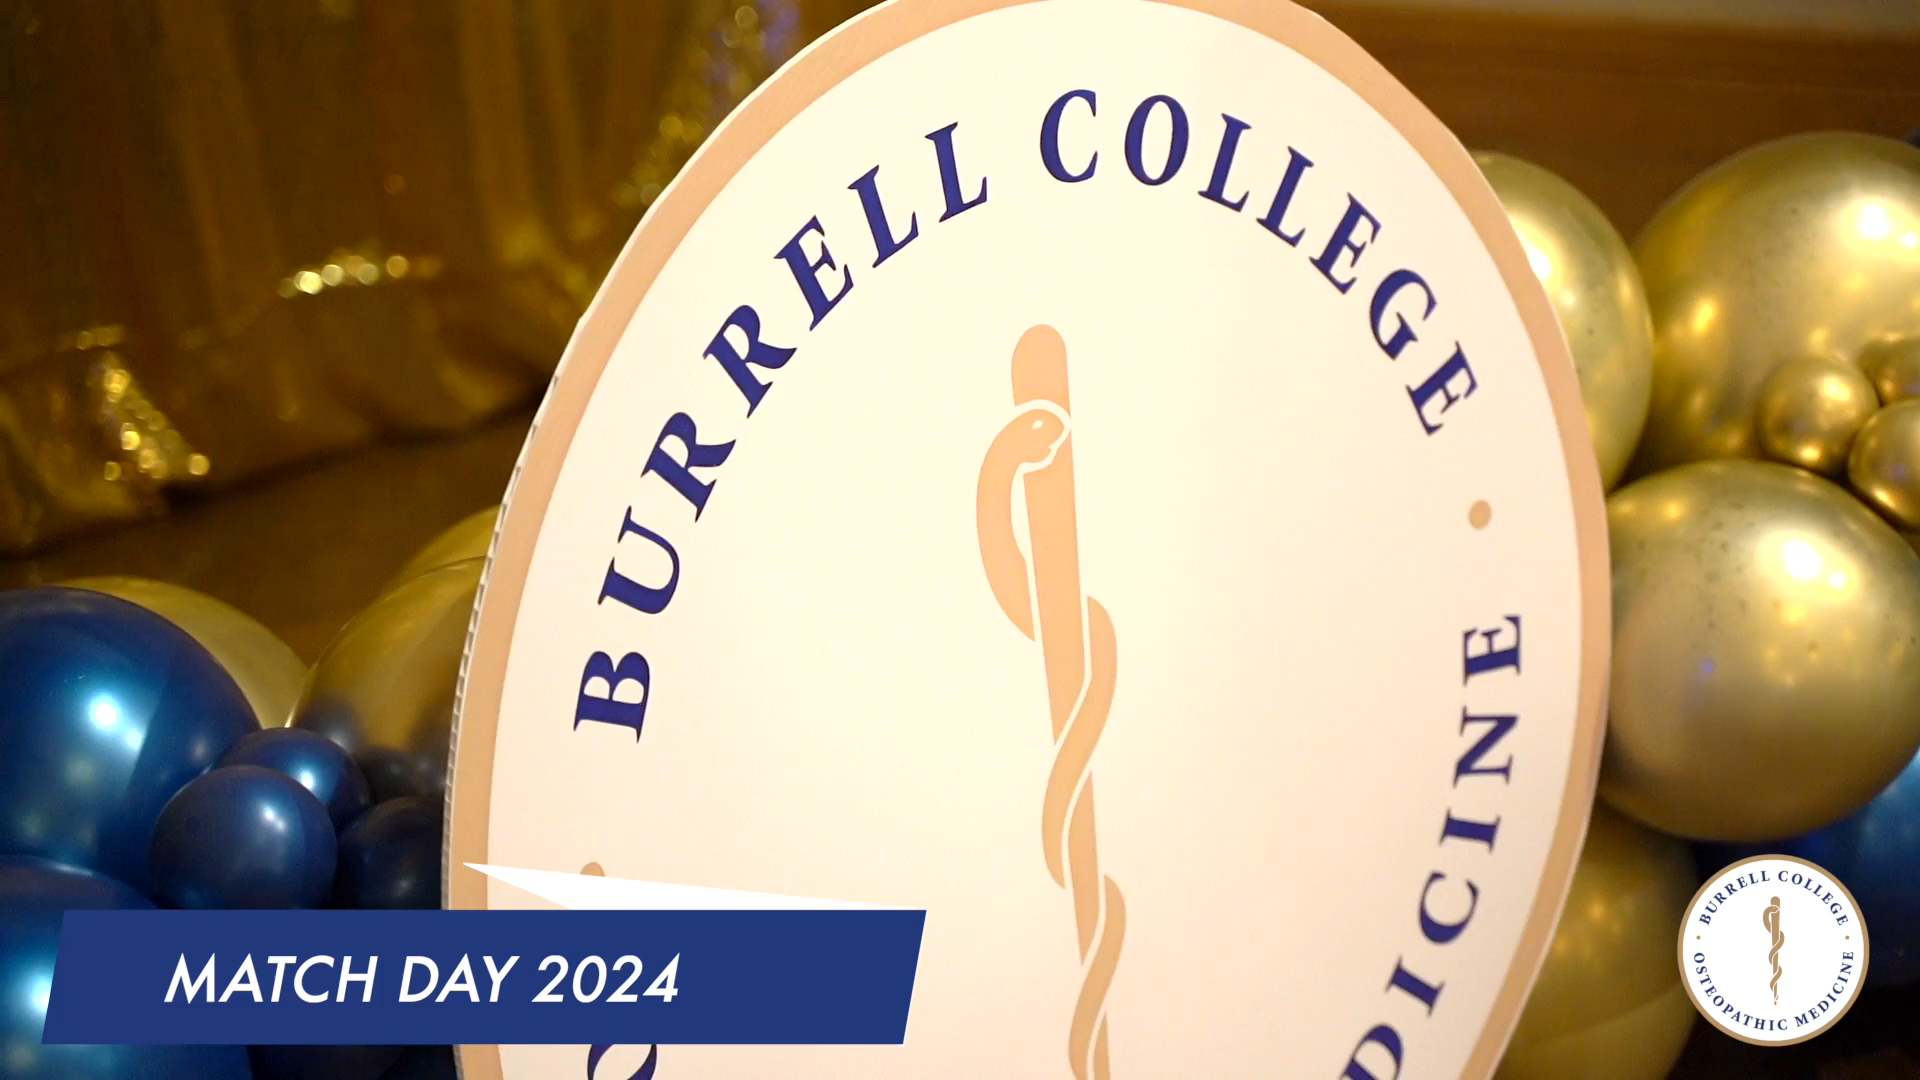 BURRELL COLLEGE
DICINE
MATCH DAY 2024
BURRELL COLLEGE
OSTEOPATHIC MEDICINE